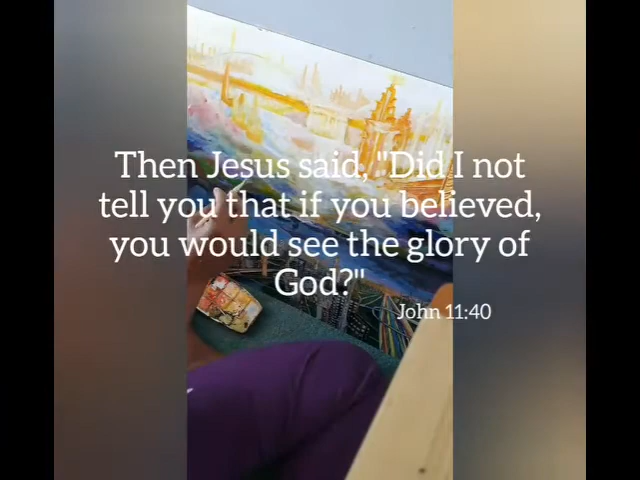 Then Jesus said, "Did I not
tell you that if you believed,
you would see the glory of
God?"
John 11:40